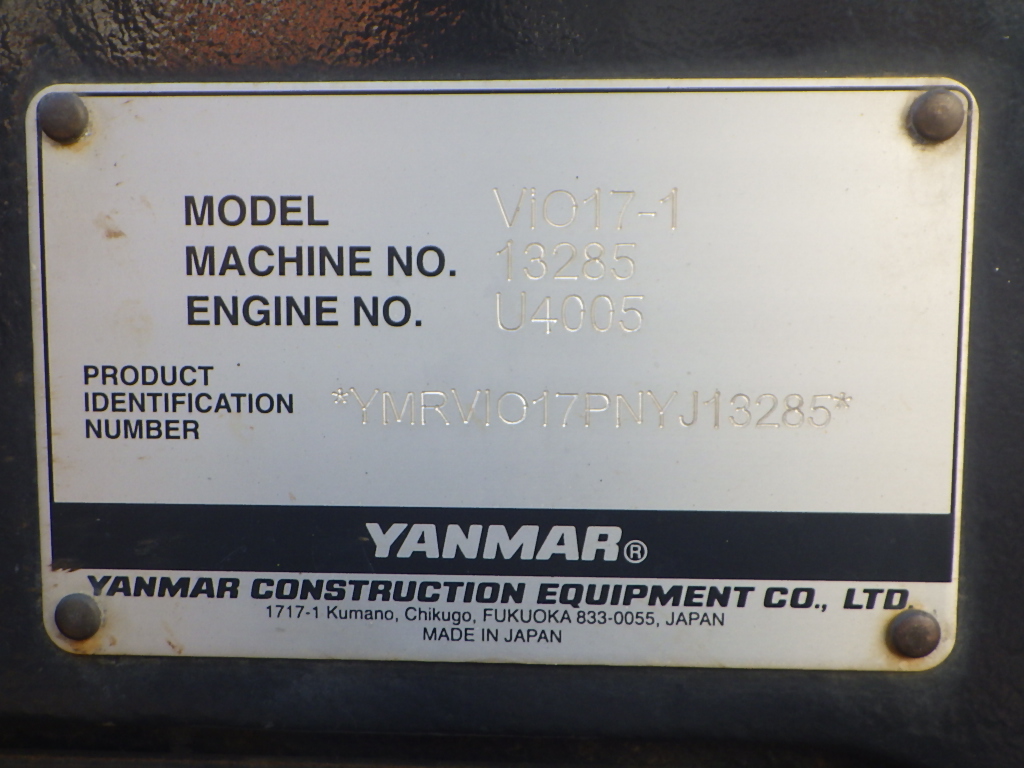 MODEL ViO17-1
MACHINE NO. 13285
ENGINE NO. U4005
PRODUCT
IDENTIFICATION
NUMBER
*YMRVIO17PNYJ13285*
YANMAR®
YANMAR CONSTRUCTION EQUIPMENT CO., LTD.
1717-1 Kumano, Chikugo, FUKUOKA 833-0055, JAPAN
MADE IN JAPAN